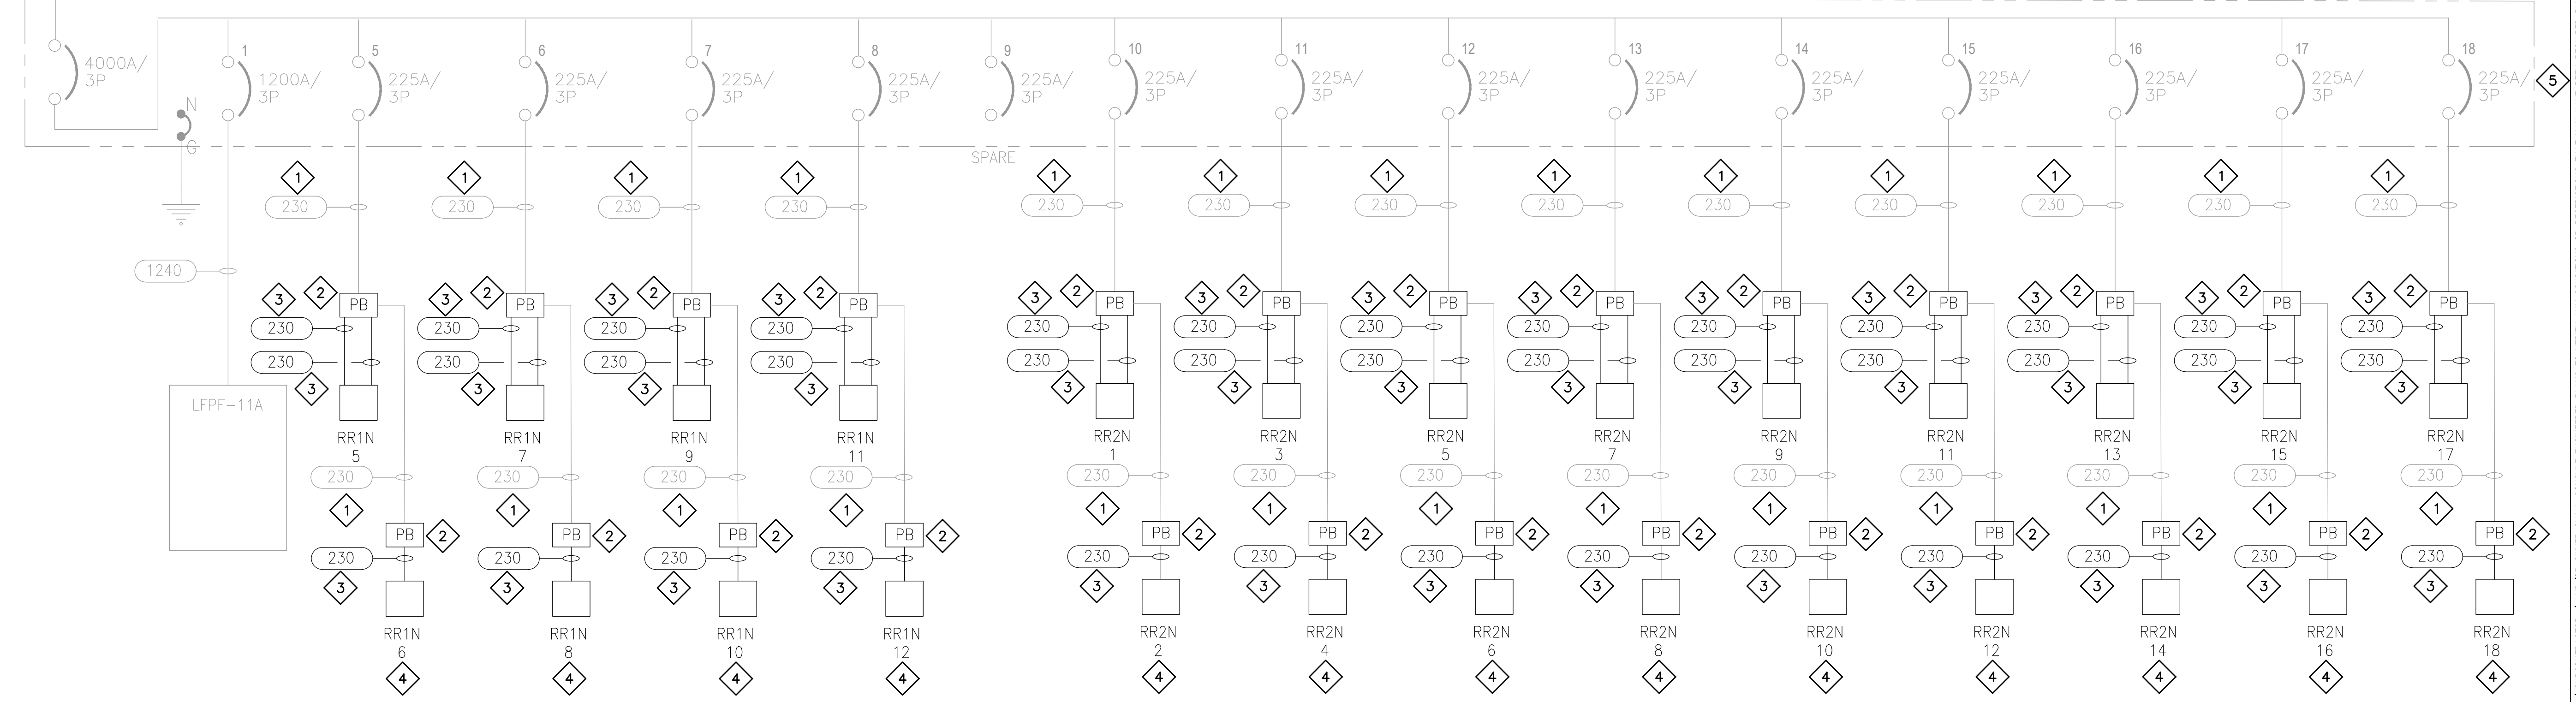 1 5 6 7 8 9 10 11 12 13 14 15 16 17 18
4000A/ 1200A/ 225A/ 225A/ 225A/ 225A/ 225A/ 225A/ 225A/ 225A/ 225A/ 225A/ 225A/ 225A/ 225A/ 225A/ 5
3P 3P 3P 3P 3P 3P 3P 3P 3P 3P 3P 3P 3P 3P 3P 3P
N
G
SPARE
1 1 1 1 1 1 1 1 1 1 1 1 1
230 230 230 230 230 230 230 230 230 230 230 230 230
1240
3 2 PB 3 2 PB 3 2 PB 3 2 PB 3 2 PB 3 2 PB 3 2 PB 3 2 PB 3 2 PB 3 2 PB 3 2 PB 3 2 PB 3 2 PB
230 230 230 230 230 230 230 230 230 230 230 230 230
230 230 230 230 230 230 230 230 230 230 230 230 230
3 3 3 3 3 3 3 3 3 3 3 3 3
LFPF-11A
RR1N RR1N RR1N RR1N RR2N RR2N RR2N RR2N RR2N RR2N RR2N RR2N RR2N
5 7 9 11 1 3 5 7 9 11 13 15 17
230 230 230 230 230 230 230 230 230 230 230 230 230
1 1 1 1 1 1 1 1 1 1 1 1 1
PB 2 PB 2 PB 2 PB 2 PB 2 PB 2 PB 2 PB 2 PB 2 PB 2 PB 2 PB 2 PB 2
230 230 230 230 230 230 230 230 230 230 230 230 230
3 3 3 3 3 3 3 3 3 3 3 3 3
RR1N RR1N RR1N RR1N RR2N RR2N RR2N RR2N RR2N RR2N RR2N RR2N RR2N
6 8 10 12 2 4 6 8 10 12 14 16 18
4 4 4 4 4 4 4 4 4 4 4 4 4